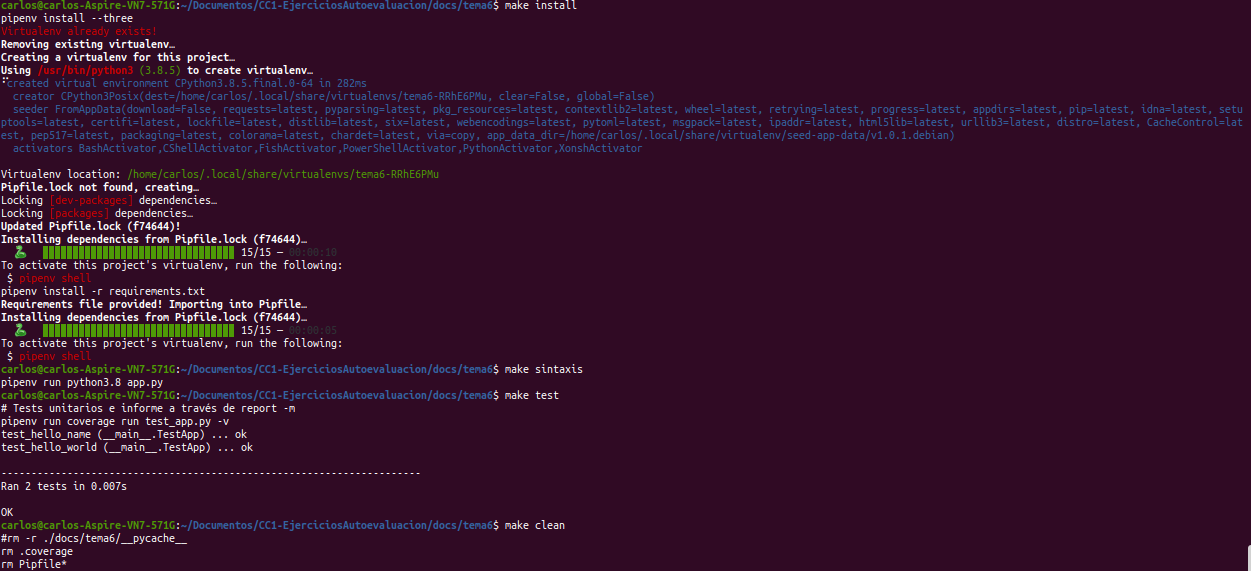 carlos@carlos-Aspire-VN7-571G:~/Documentos/CC1-EjerciciosAutoevaluacion/docs/tema6$ make install
pipenv install --three
Virtualenv already exists!
Removing existing virtualenv…
Creating a virtualenv for this project…
Using /usr/bin/python3 (3.8.5) to create virtualenv…
⠋created virtual environment CPython3.8.5.final.0-64 in 282ms
  creator CPython3Posix(dest=/home/carlos/.local/share/virtualenvs/tema6-RRhE6PMu, clear=False, global=False)
  seeder FromAppData(download=False, requests=latest, pyparsing=latest, pkg_resources=latest, contextlib2=latest, wheel=latest, retrying=latest, progress=latest, appdirs=latest, pip=latest, idna=latest, setu
ptools=latest, certifi=latest, lockfile=latest, distlib=latest, six=latest, webencodings=latest, pytoml=latest, msgpack=latest, ipaddr=latest, html5lib=latest, urllib3=latest, distro=latest, CacheControl=lat
est, pep517=latest, packaging=latest, colorama=latest, chardet=latest, via=copy, app_data_dir=/home/carlos/.local/share/virtualenv/seed-app-data/v1.0.1.debian)
  activators BashActivator,CShellActivator,FishActivator,PowerShellActivator,PythonActivator,XonshActivator
Virtualenv location: /home/carlos/.local/share/virtualenvs/tema6-RRhE6PMu
Pipfile.lock not found, creating…
Locking [dev-packages] dependencies…
Locking [packages] dependencies…
Updated Pipfile.lock (f74644)!
Installing dependencies from Pipfile.lock (f74644)…
15/15 — 00:00:10
To activate this project's virtualenv, run the following:
 $ pipenv shell
pipenv install -r requirements.txt
Requirements file provided! Importing into Pipfile…
Installing dependencies from Pipfile.lock (f74644)…
15/15 — 00:00:05
To activate this project's virtualenv, run the following:
 $ pipenv shell
carlos@carlos-Aspire-VN7-571G:~/Documentos/CC1-EjerciciosAutoevaluacion/docs/tema6$ make sintaxis
pipenv run python3.8 app.py
carlos@carlos-Aspire-VN7-571G:~/Documentos/CC1-EjerciciosAutoevaluacion/docs/tema6$ make test
# Tests unitarios e informe a través de report -m
pipenv run coverage run test_app.py -v
test_hello_name (__main__.TestApp) ... ok
test_hello_world (__main__.TestApp) ... ok
----------------------------------------------------------------------
Ran 2 tests in 0.007s
OK
carlos@carlos-Aspire-VN7-571G:~/Documentos/CC1-EjerciciosAutoevaluacion/docs/tema6$ make clean
#rm -r ./docs/tema6/__pycache__
rm .coverage
rm Pipfile*